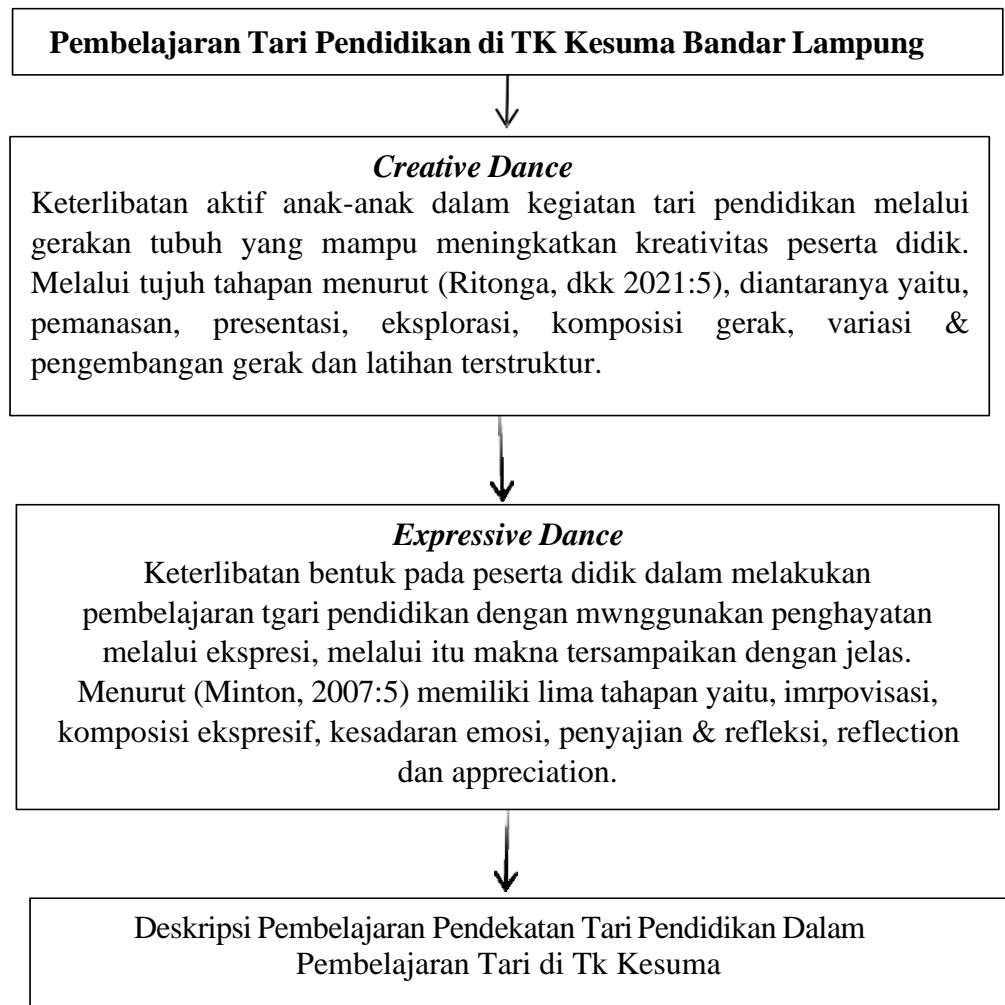 Pembelajaran Tari Pendidikan di TK Kesuma Bandar Lampung
Creative Dance
Keterlibatan aktif anak-anak dalam kegiatan tari pendidikan melalui
gerakan tubuh yang mampu meningkatkan kreativitas peserta didik.
Melalui tujuh tahapan menurut (Ritonga, dkk 2021:5), diantaranya yaitu,
pemanasan, presentasi, eksplorasi, komposisi gerak, variasi &
pengembangan gerak dan latihan terstruktur.
Expressive Dance
Keterlibatan bentuk pada peserta didik dalam melakukan
pembelajaran tgari pendidikan dengan mwnggunakan penghayatan
melalui ekspresi, melalui itu makna tersampaikan dengan jelas.
Menurut (Minton, 2007:5) memiliki lima tahapan yaitu, imrpovisasi,
komposisi ekspresif, kesadaran emosi, penyajian & refleksi, reflection
dan appreciation.
Deskripsi Pembelajaran Pendekatan Tari Pendidikan Dalam
Pembelajaran Tari di Tk Kesuma